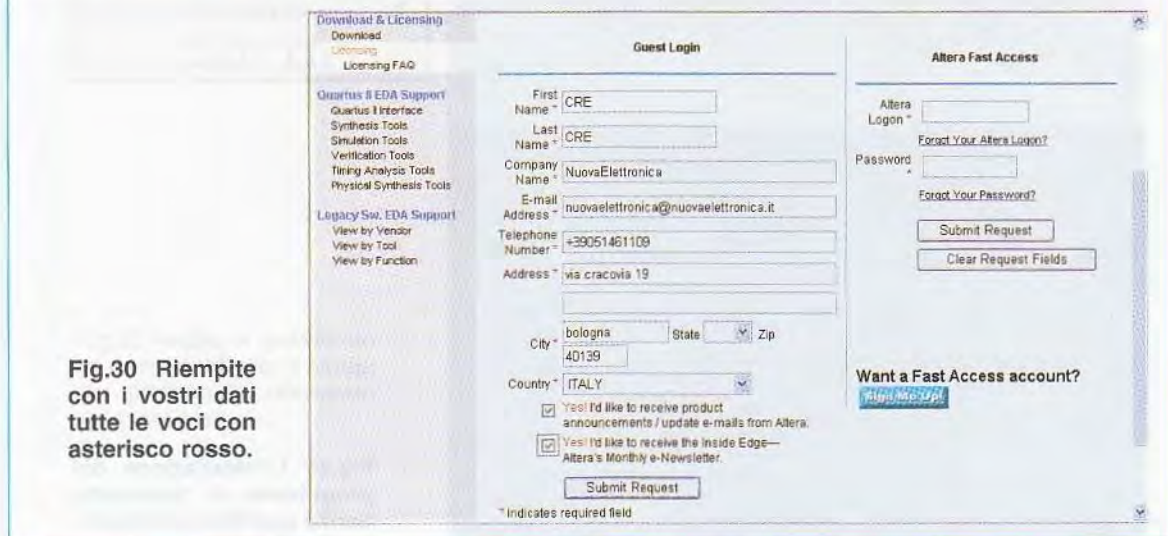 Download & Licensing
Download
Licensing
Licensing FAQ
Quartus II EDA Support
Quartus II Interface
Synthesis Tools
Simulation Tools
Verification Tools
Timing Analysis Tools
Physical Synthesis Tools
Legacy Sw. EDA Support
View by Vendor
View by Tool
View by Function
Guest Login
First
Name * CRE
Last
Name * CRE
Company
Name * NuovaElettronica
E-mail
Address * nuovaelettronica@nuovaelettronica.it
Telephone
Number * +39051461109
Address * via cracovia 19
City * bologna State Zip
40139
Country * ITALY
Yes! I'd like to receive product
announcements / update e-mails from Altera.
Yes! I'd like to receive the Inside Edge—
Altera's Monthly e-Newsletter.
Submit Request
* Indicates required field
Altera Fast Access
Altera
Logon *
Forgot Your Altera Logon?
Password
*
Forgot Your Password?
Submit Request
Clear Request Fields
Want a Fast Access account?
Sign Me Up!
Fig.30 Riempite
con i vostri dati
tutte le voci con
asterisco rosso.